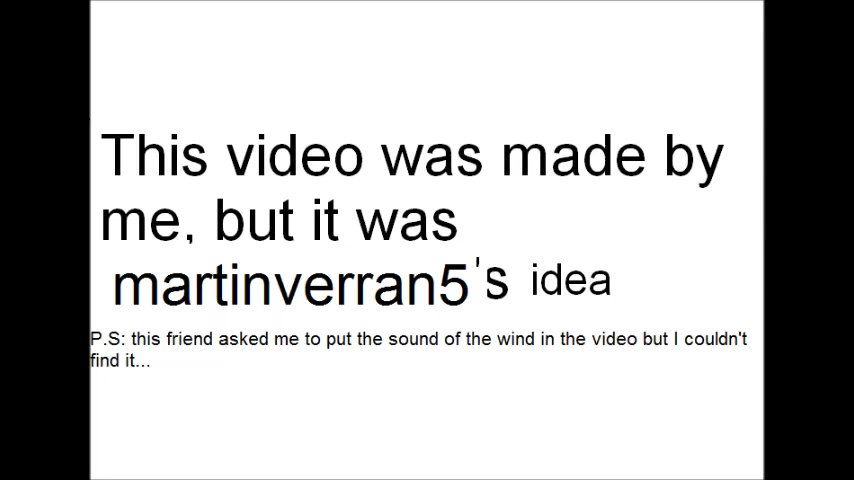 This video was made by
me, but it was
martinverran5's idea
P.S: this friend asked me to put the sound of the wind in the video but I couldn't
find it...